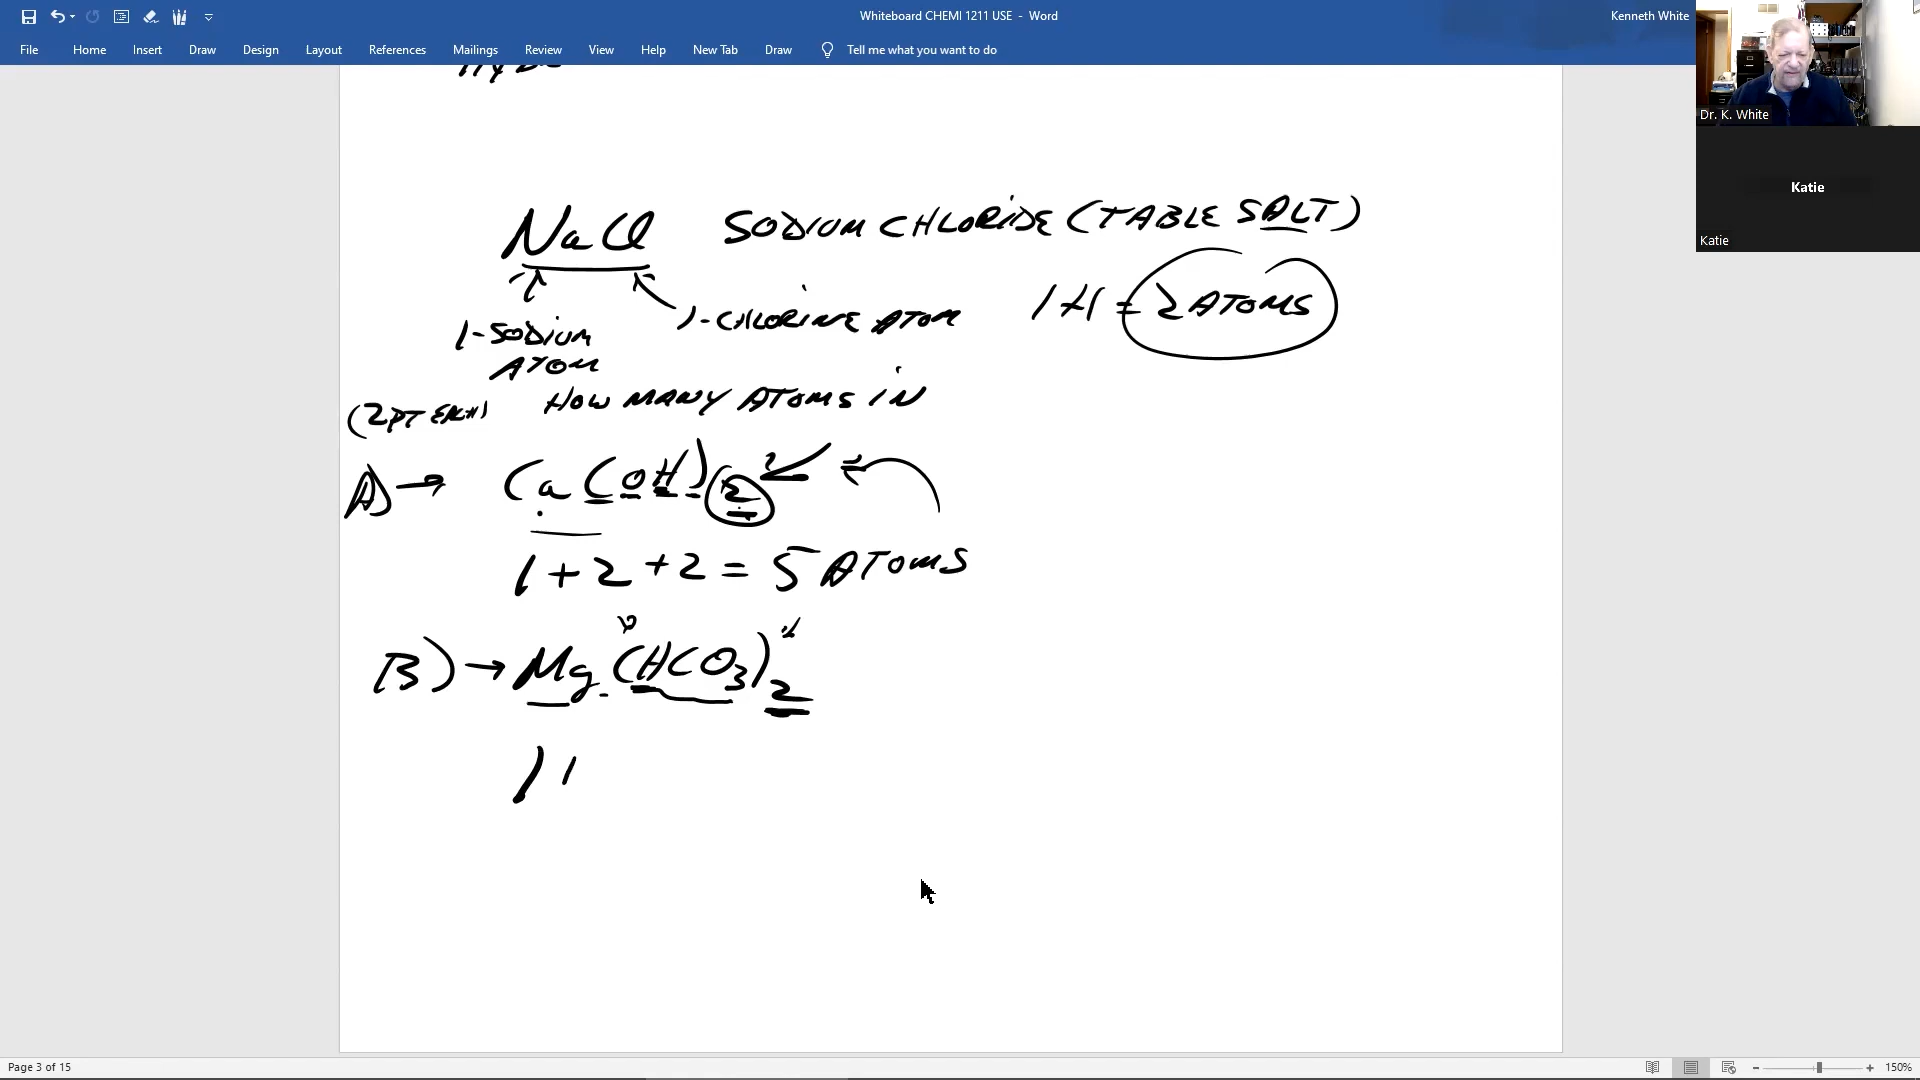 Whiteboard CHEMI 1211 USE - Word
Kenneth White
File Home Insert Draw Design Layout References Mailings Review View Help New Tab Draw Tell me what you want to do
Dr. K. White
Katie
Katie
NaCl SODIUM CHLORIDE (TABLE SALT)
1-SODIUM ATOM
1-CHLORINE ATOM
1+1 = 2 ATOMS
(2 PT EACH) HOW MANY ATOMS IN
A) → Ca(OH)2
1 + 2 + 2 = 5 ATOMS
B) → Mg(HCO3)2
1
Page 3 of 15
150%